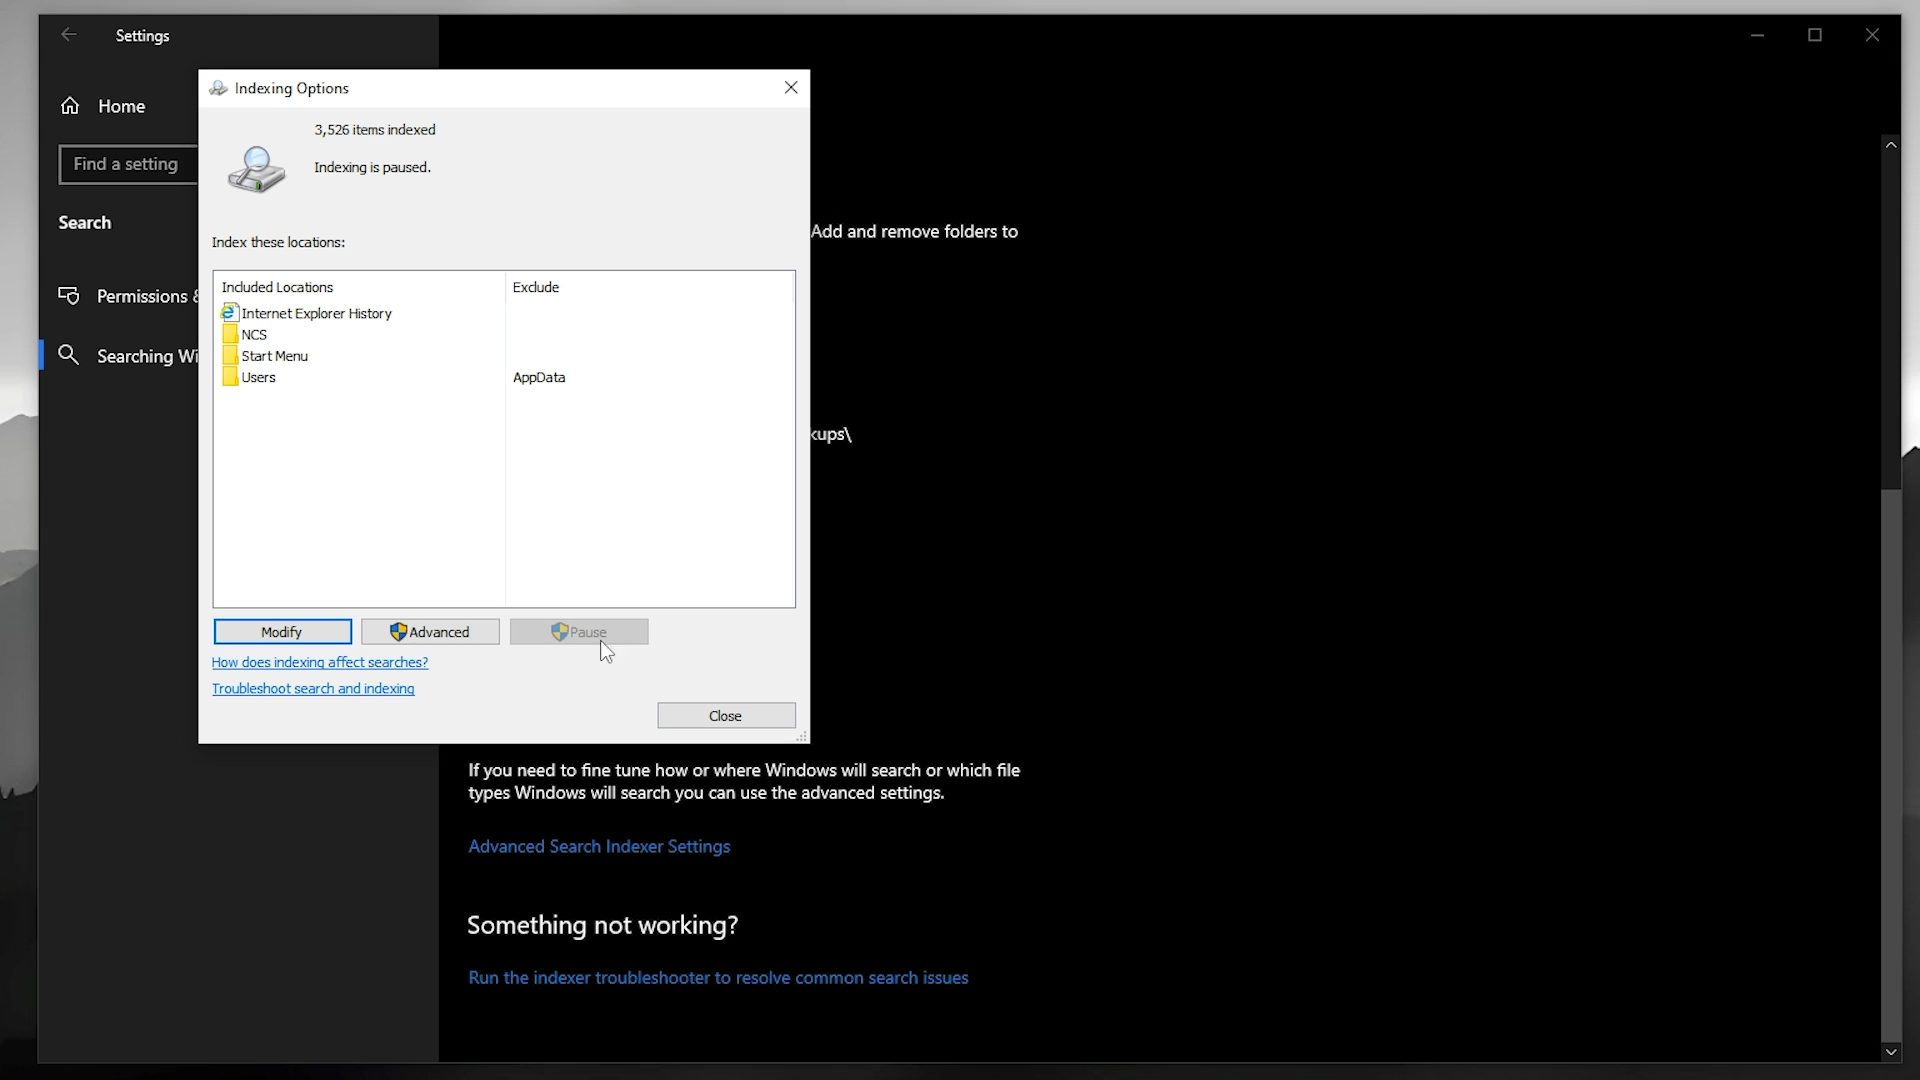 Settings
Home
Find a setting
Search
Permissions &
Searching Wi
Indexing Options
3,526 items indexed
Indexing is paused.
Index these locations:
Included Locations Exclude
Internet Explorer History
NCS
Start Menu
Users AppData
Modify Advanced Pause
How does indexing affect searches?
Troubleshoot search and indexing
Close
Add and remove folders to
kups\
If you need to fine tune how or where Windows will search or which file
types Windows will search you can use the advanced settings.
Advanced Search Indexer Settings
Something not working?
Run the indexer troubleshooter to resolve common search issues